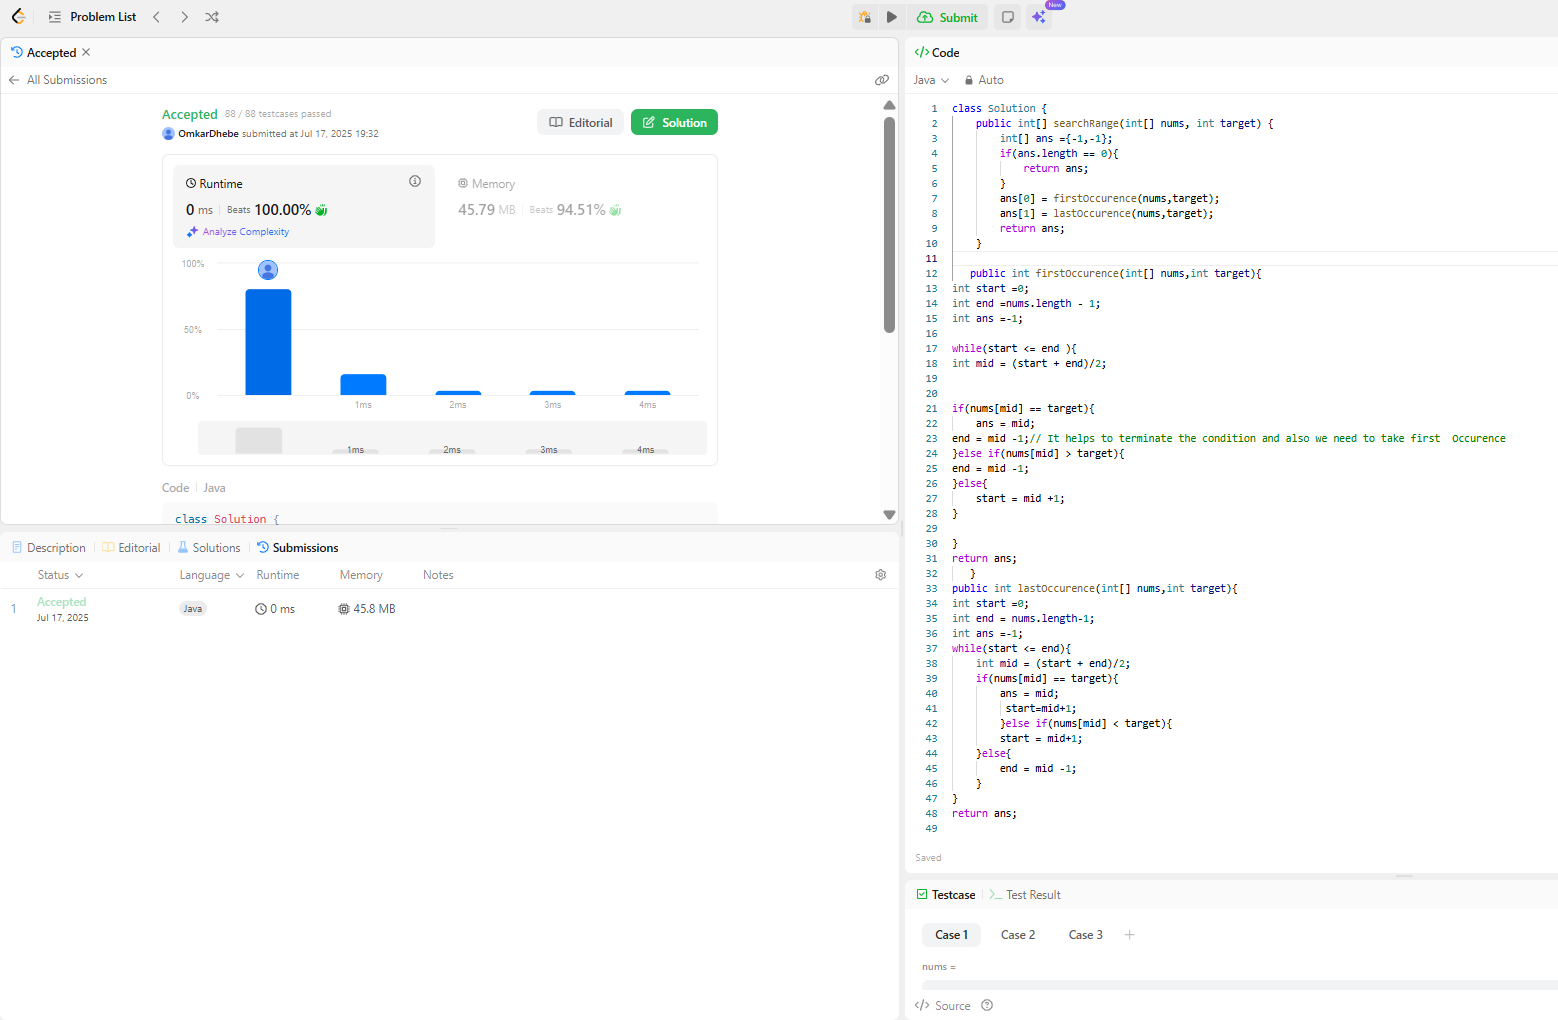 Problem List
Submit
New
Accepted
All Submissions
Accepted 88 / 88 testcases passed
OmkarDhebe submitted at Jul 17, 2025 19:32
Editorial
Solution
Runtime
0 ms | Beats 100.00%
Analyze Complexity
Memory
45.79 MB | Beats 94.51%
100%
50%
0%
1ms 2ms 3ms 4ms
1ms 2ms 3ms 4ms
Code | Java
class Solution {
Description | Editorial | Solutions | Submissions
Status Language Runtime Memory Notes
1 Accepted Java 0 ms 45.8 MB
Jul 17, 2025
</> Code
Java Auto
1 class Solution {
2 public int[] searchRange(int[] nums, int target) {
3 int[] ans ={-1,-1};
4 if(ans.length == 0){
5 return ans;
6 }
7 ans[0] = firstOccurence(nums,target);
8 ans[1] = lastOccurence(nums,target);
9 return ans;
10 }
11
12 public int firstOccurence(int[] nums,int target){
13 int start =0;
14 int end =nums.length - 1;
15 int ans =-1;
16
17 while(start <= end ){
18 int mid = (start + end)/2;
19
20
21 if(nums[mid] == target){
22 ans = mid;
23 end = mid -1;// It helps to terminate the condition and also we need to take first  Occurence
24 }else if(nums[mid] > target){
25 end = mid -1;
26 }else{
27 start = mid +1;
28 }
29
30 }
31 return ans;
32 }
33 public int lastOccurence(int[] nums,int target){
34 int start =0;
35 int end = nums.length-1;
36 int ans =-1;
37 while(start <= end){
38 int mid = (start + end)/2;
39 if(nums[mid] == target){
40 ans = mid;
41 start=mid+1;
42 }else if(nums[mid] < target){
43 start = mid+1;
44 }else{
45 end = mid -1;
46 }
47 }
48 return ans;
49
Saved
Testcase | >_ Test Result
Case 1 Case 2 Case 3 +
nums =
</> Source ?